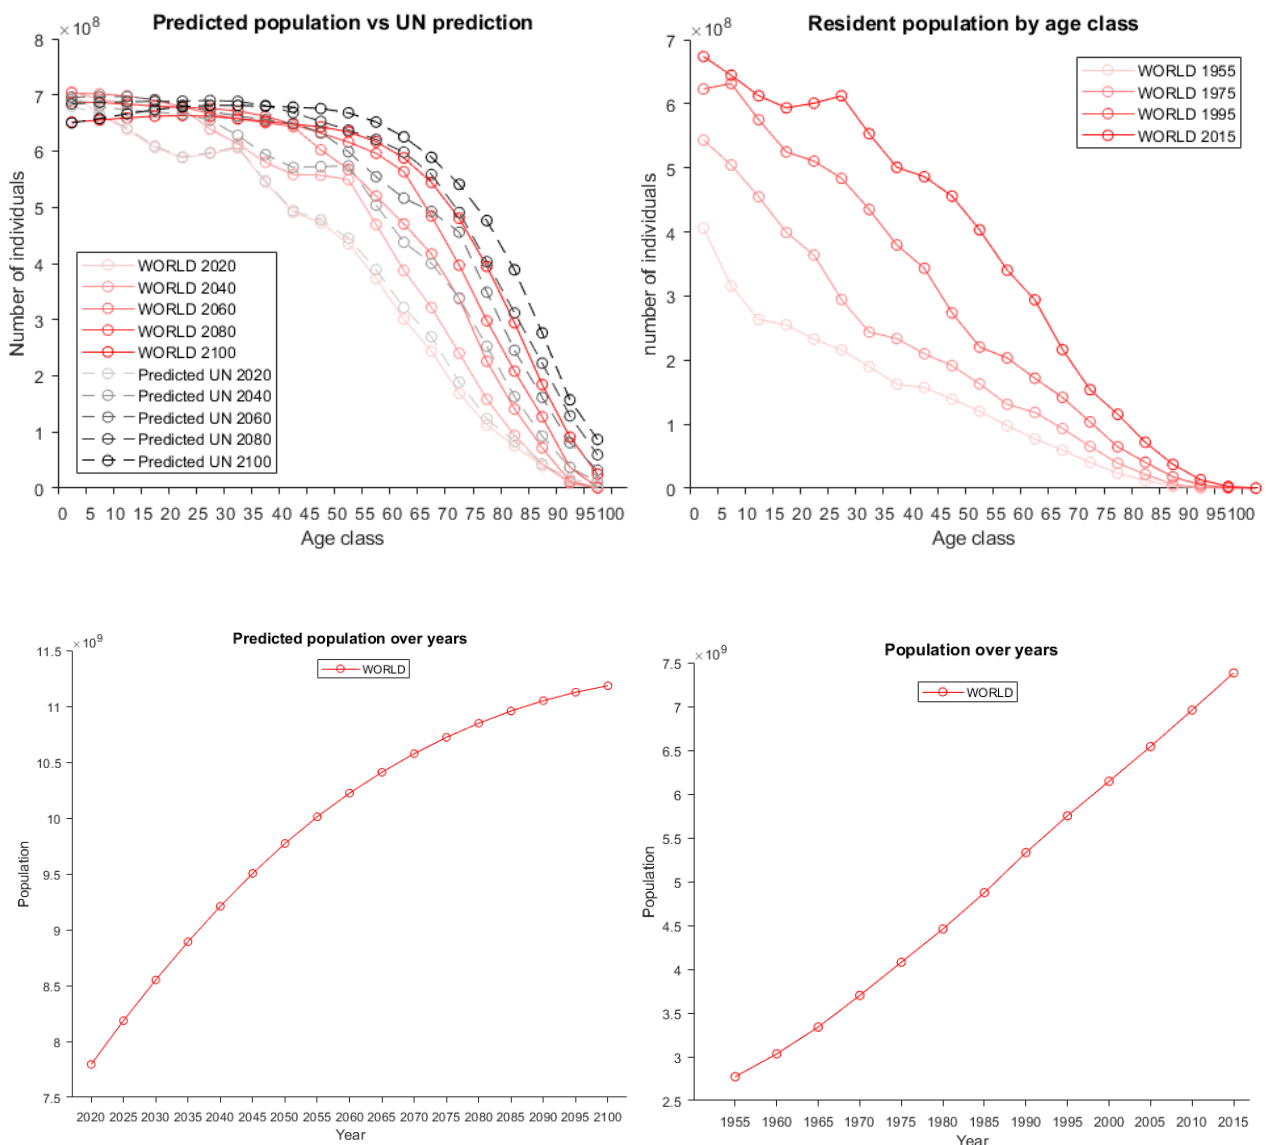 Predicted population vs UN prediction
×10^8
8
7
6
5
4
3
2
1
0
Number of individuals
WORLD 2020
WORLD 2040
WORLD 2060
WORLD 2080
WORLD 2100
Predicted UN 2020
Predicted UN 2040
Predicted UN 2060
Predicted UN 2080
Predicted UN 2100
0 5 10 15 20 25 30 35 40 45 50 55 60 65 70 75 80 85 90 95 100
Age class
Resident population by age class
×10^8
7
6
5
4
3
2
1
0
number of individuals
WORLD 1955
WORLD 1975
WORLD 1995
WORLD 2015
0 5 10 15 20 25 30 35 40 45 50 55 60 65 70 75 80 85 90 95 100
Age class
Predicted population over years
×10^9
11.5
11
10.5
10
9.5
9
8.5
8
7.5
Population
WORLD
2020 2025 2030 2035 2040 2045 2050 2055 2060 2065 2070 2075 2080 2085 2090 2095 2100
Year
Population over years
×10^9
7.5
7
6.5
6
5.5
5
4.5
4
3.5
3
2.5
Population
WORLD
1955 1960 1965 1970 1975 1980 1985 1990 1995 2000 2005 2010 2015
Year